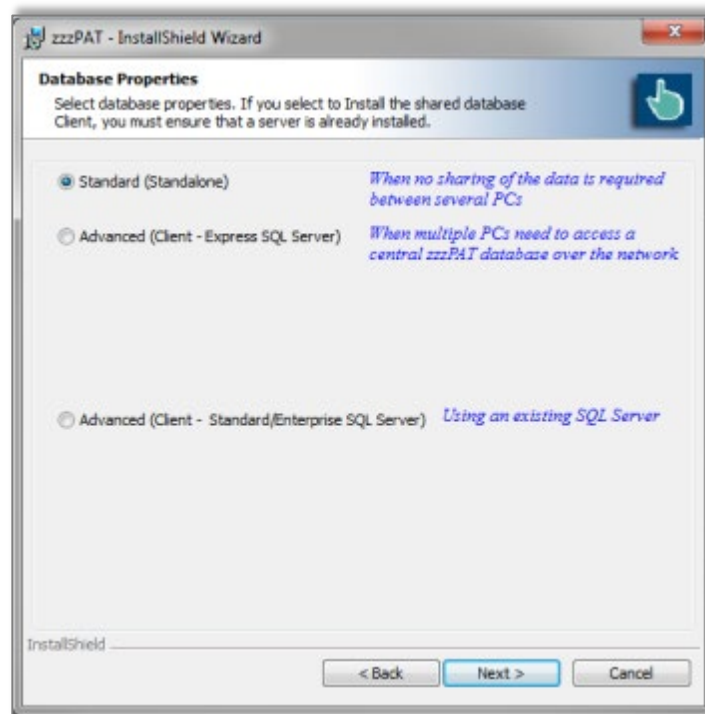 zzzPAT - InstallShield Wizard
Database Properties
Select database properties. If you select to Install the shared database
Client, you must ensure that a server is already installed.
Standard (Standalone)
When no sharing of the data is required
between several PCs
Advanced (Client - Express SQL Server)
When multiple PCs need to access a
central zzzPAT database over the network
Advanced (Client - Standard/Enterprise SQL Server)
Using an existing SQL Server
InstallShield
< Back
Next >
Cancel